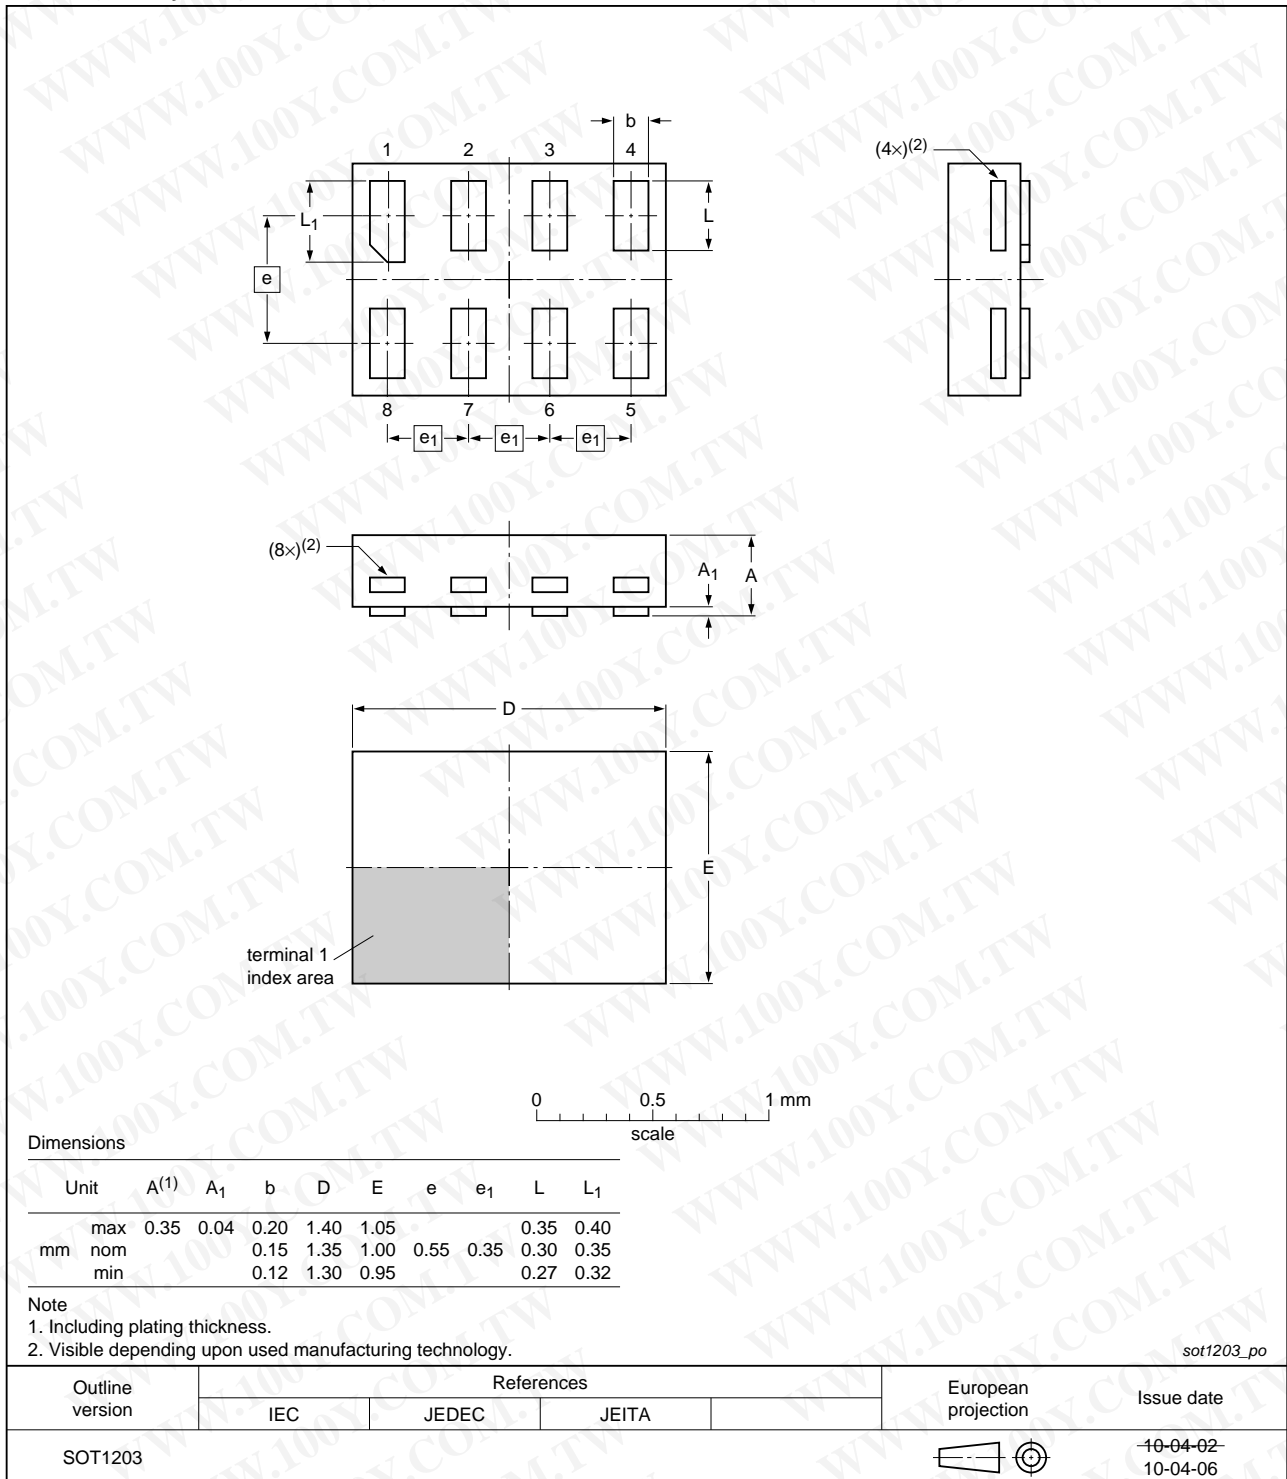 1 2 3 4
b
(4×)(2)
L1
L
e
8 7 6 5
e1 e1 e1
(8×)(2)
A1 A
D
E
terminal 1
index area
0 0.5 1 mm
scale
Dimensions
Unit A(1) A1 b D E e e1 L L1
max 0.35 0.04 0.20 1.40 1.05 0.35 0.40
mm nom 0.15 1.35 1.00 0.55 0.35 0.30 0.35
min 0.12 1.30 0.95 0.27 0.32
Note
1. Including plating thickness.
2. Visible depending upon used manufacturing technology.
sot1203_po
Outline version References European projection Issue date
IEC JEDEC JEITA
SOT1203 10-04-02
10-04-06
WWW.100Y.COM.TW